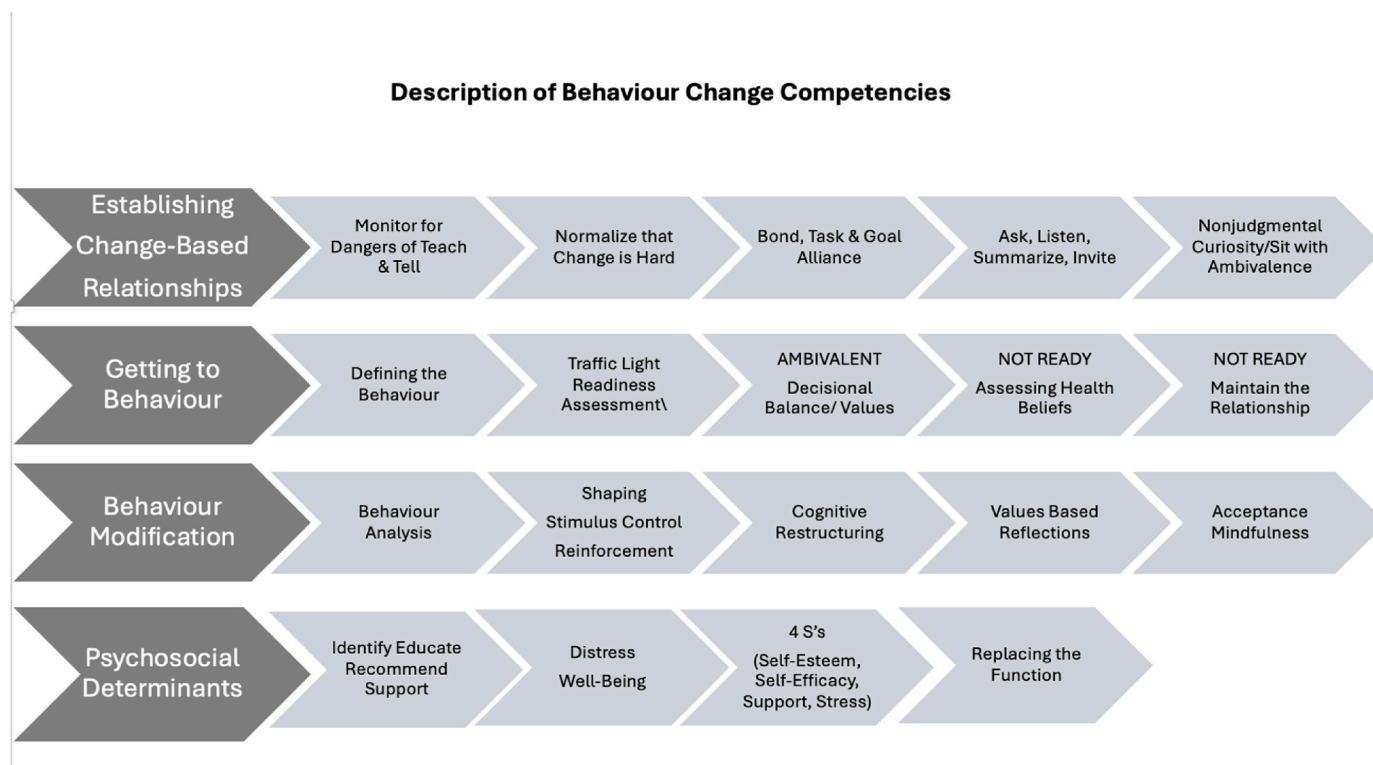 Description of Behaviour Change Competencies
Establishing
Change-Based
Relationships
Monitor for
Dangers of Teach
& Tell
Normalize that
Change is Hard
Bond, Task & Goal
Alliance
Ask, Listen,
Summarize, Invite
Nonjudgmental
Curiosity/Sit with
Ambivalence
Getting to
Behaviour
Defining the
Behaviour
Traffic Light
Readiness
Assessment\
AMBIVALENT
Decisional
Balance/ Values
NOT READY
Assessing Health
Beliefs
NOT READY
Maintain the
Relationship
Behaviour
Modification
Behaviour
Analysis
Shaping
Stimulus Control
Reinforcement
Cognitive
Restructuring
Values Based
Reflections
Acceptance
Mindfulness
Psychosocial
Determinants
Identify Educate
Recommend
Support
Distress
Well-Being
4 S's
(Self-Esteem,
Self-Efficacy,
Support, Stress)
Replacing the
Function